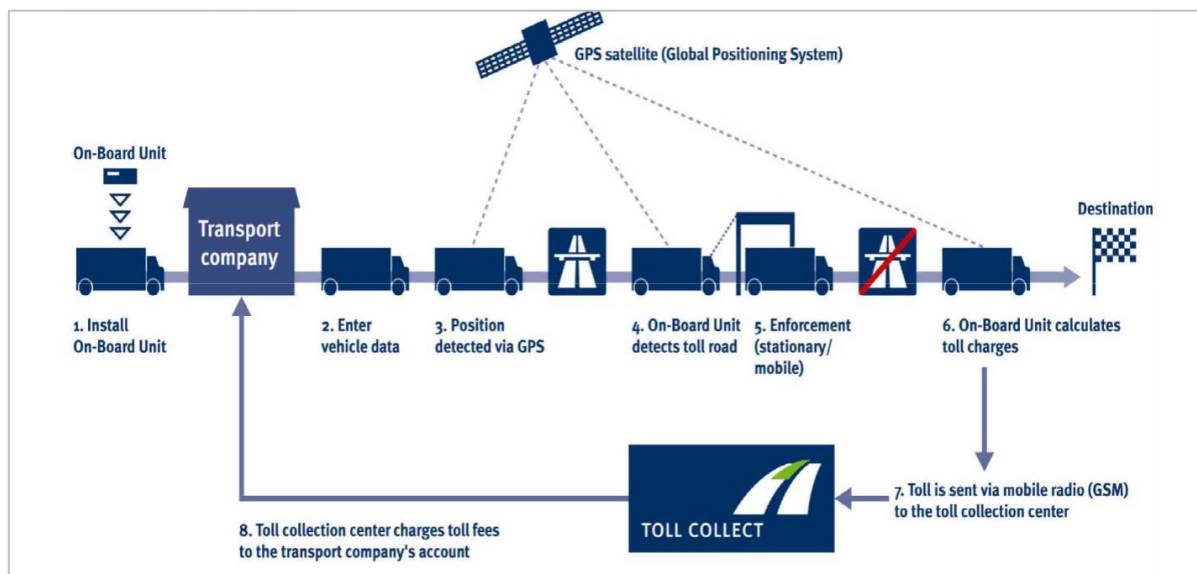 GPS satellite (Global Positioning System)
On-Board Unit
Transport
company
Destination
1. Install
On-Board Unit
2. Enter
vehicle data
3. Position
detected via GPS
4. On-Board Unit
detects toll road
5. Enforcement
(stationary/
mobile)
6. On-Board Unit calculates
toll charges
7. Toll is sent via mobile radio (GSM)
to the toll collection center
TOLL COLLECT
8. Toll collection center charges toll fees
to the transport company's account